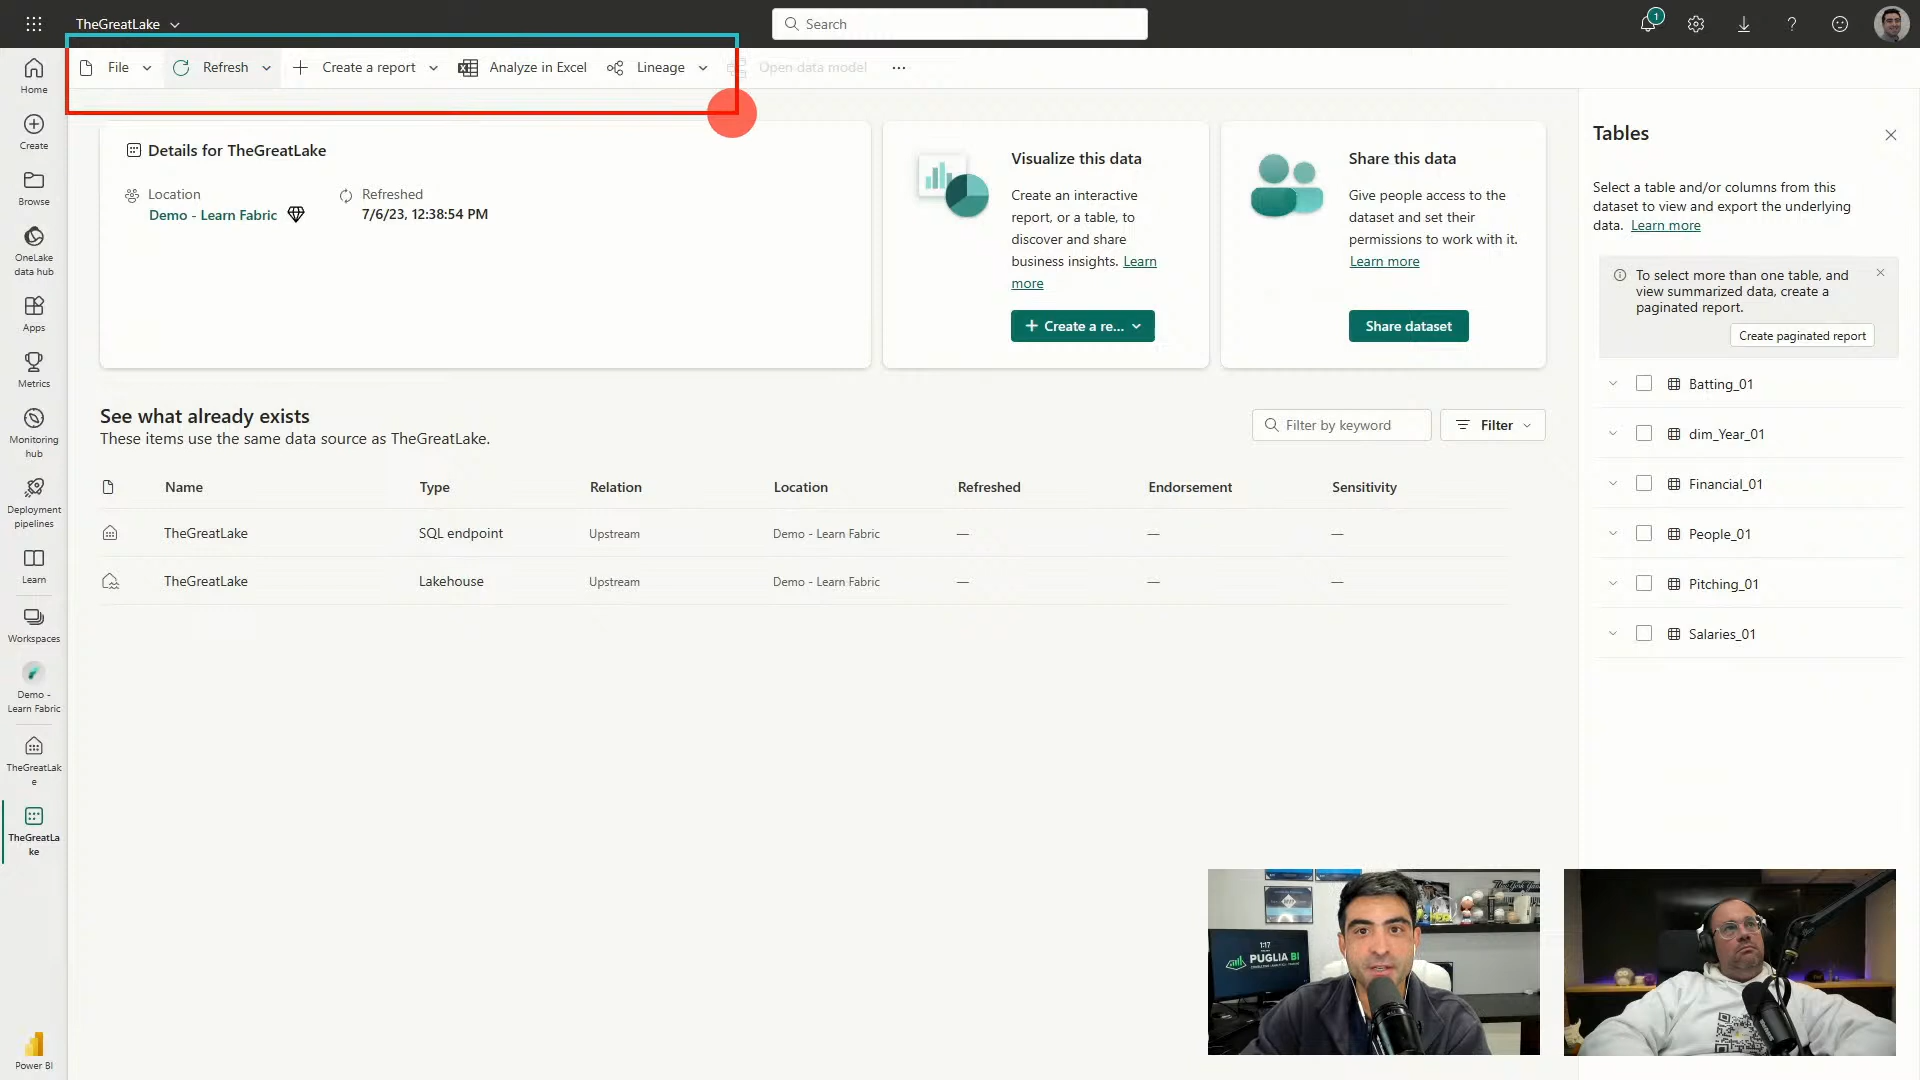 TheGreatLake
Search
1
File
Refresh
Create a report
Analyze in Excel
Lineage
Open data model
Home
Create
Browse
OneLake
data hub
Apps
Metrics
Monitoring
hub
Deployment
pipelines
Learn
Workspaces
Demo -
Learn Fabric
TheGreatLak
e
TheGreatLa
ke
Power BI
Details for TheGreatLake
Location
Demo - Learn Fabric
Refreshed
7/6/23, 12:38:54 PM
Visualize this data
Create an interactive
report, or a table, to
discover and share
business insights. Learn
more
Create a re...
Share this data
Give people access to the
dataset and set their
permissions to work with it.
Learn more
Share dataset
See what already exists
These items use the same data source as TheGreatLake.
Filter by keyword
Filter
Name Type Relation Location Refreshed Endorsement Sensitivity
TheGreatLake SQL endpoint Upstream Demo - Learn Fabric — — —
TheGreatLake Lakehouse Upstream Demo - Learn Fabric — — —
Tables
Select a table and/or columns from this
dataset to view and export the underlying
data. Learn more
To select more than one table, and
view summarized data, create a
paginated report.
Create paginated report
Batting_01
dim_Year_01
Financial_01
People_01
Pitching_01
Salaries_01
1:17
PUGLIA BI